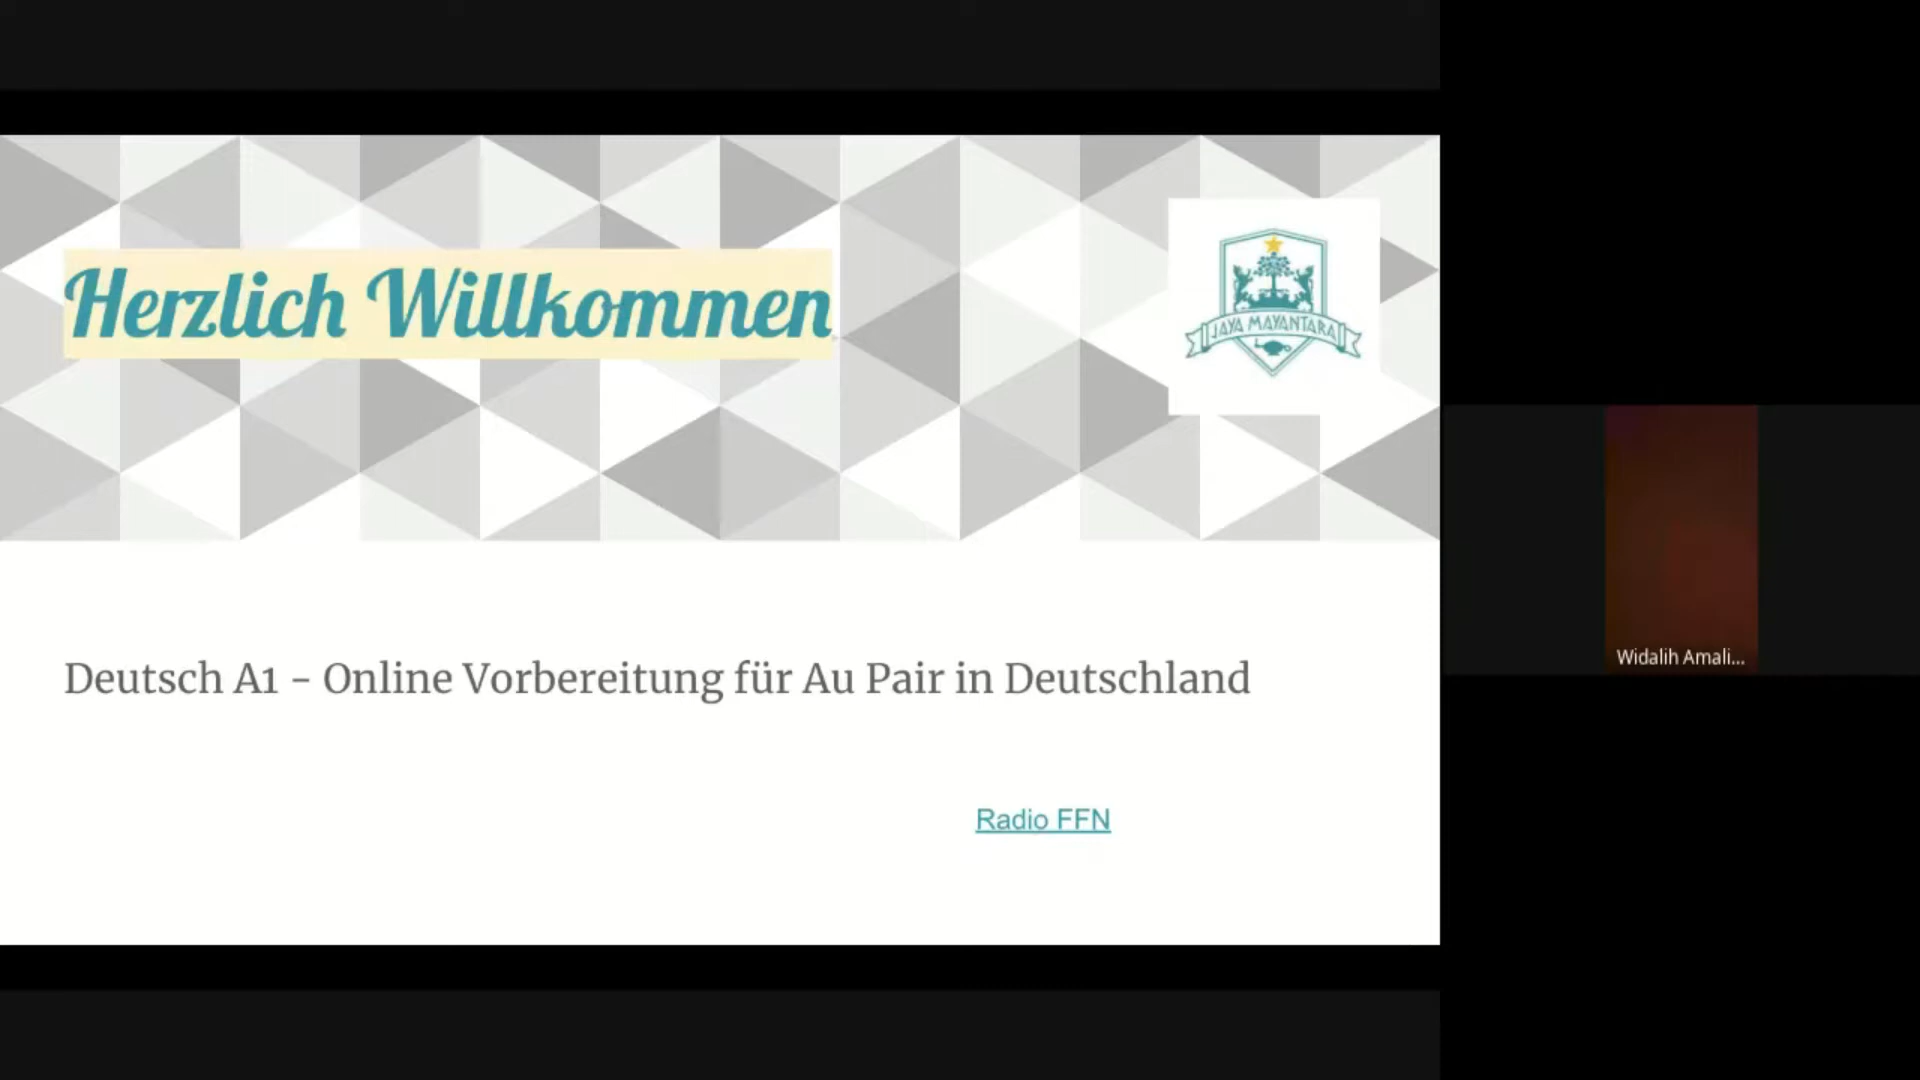 Herzlich Willkommen
JAYA MAYANTARA
Deutsch A1 - Online Vorbereitung für Au Pair in Deutschland
Widalih Amali...
Radio FFN